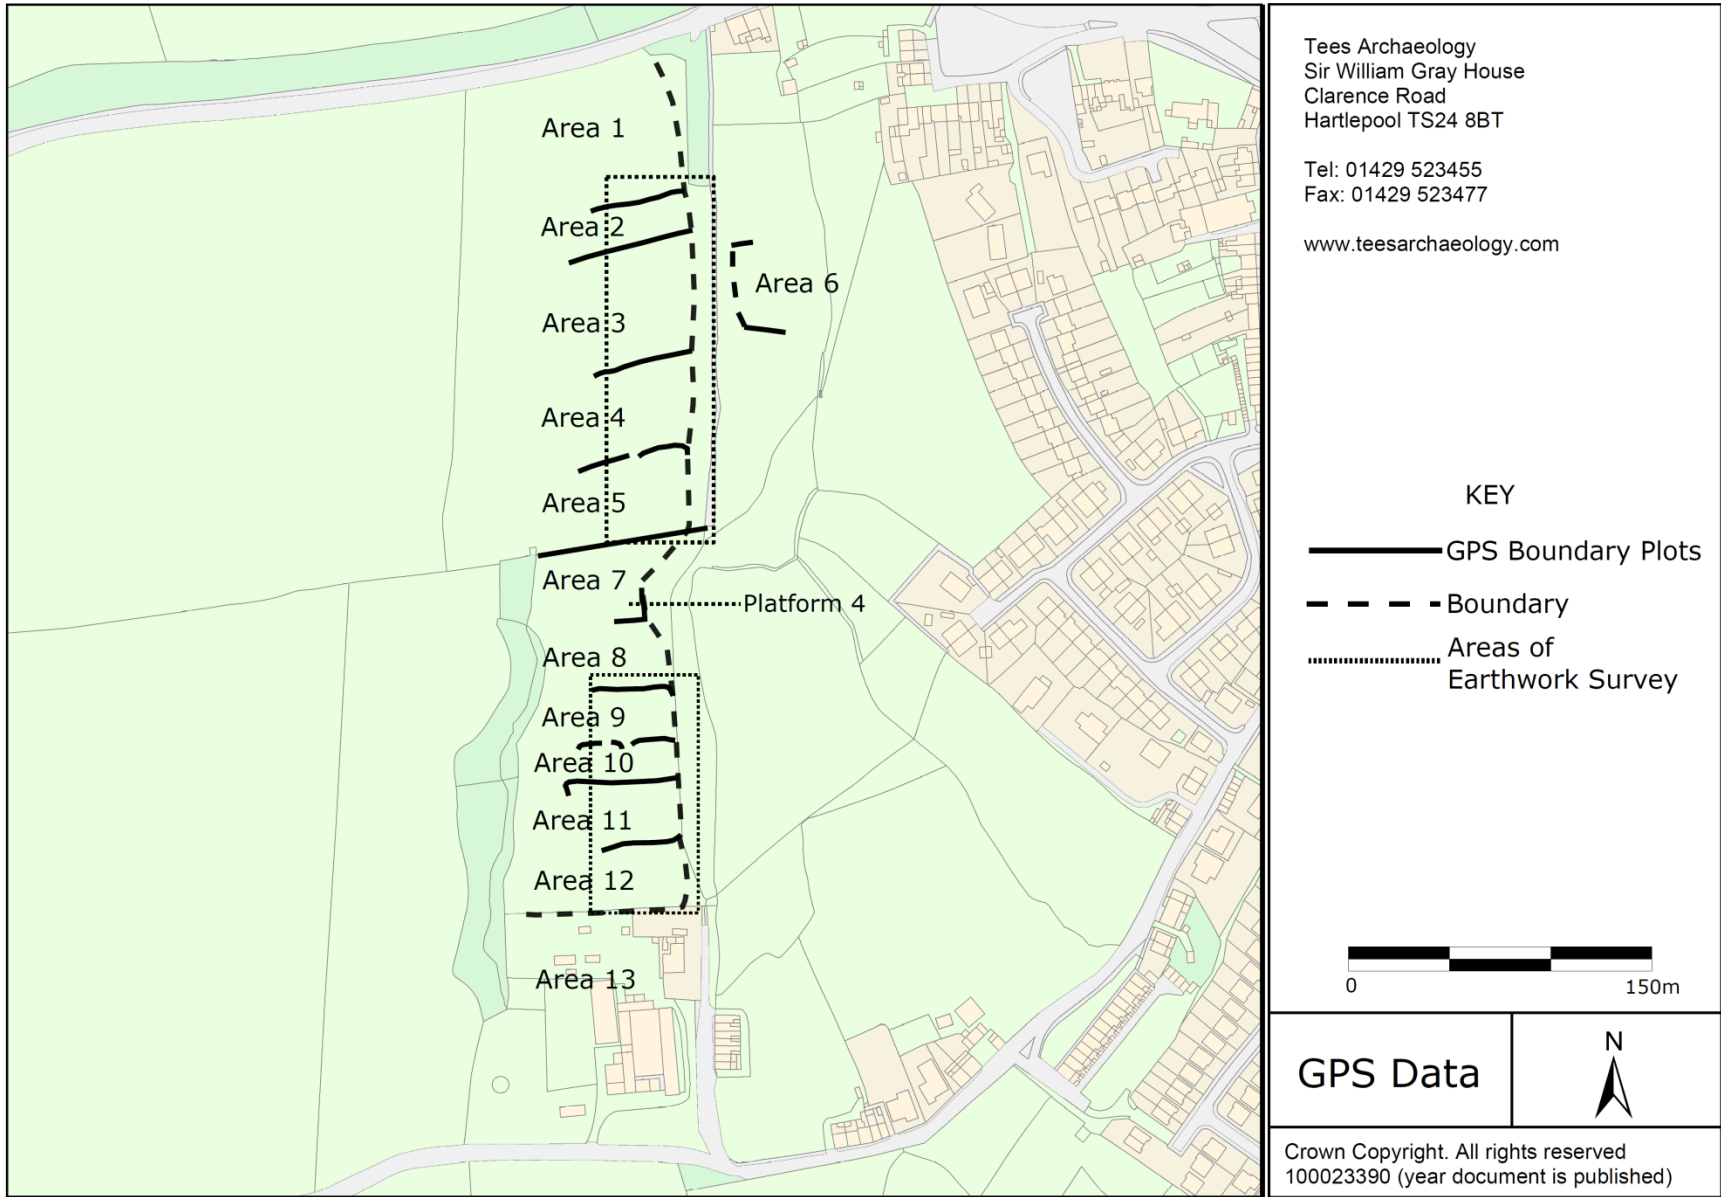 Area 1
Area 2
Area 6
Area 3
Area 4
Area 5
Area 7
Platform 4
Area 8
Area 9
Area 10
Area 11
Area 12
Area 13
Tees Archaeology
Sir William Gray House
Clarence Road
Hartlepool TS24 8BT
Tel: 01429 523455
Fax: 01429 523477
www.teesarchaeology.com
KEY
GPS Boundary Plots
Boundary
Areas of
Earthwork Survey
0 150m
GPS Data
N
Crown Copyright. All rights reserved
100023390 (year document is published)